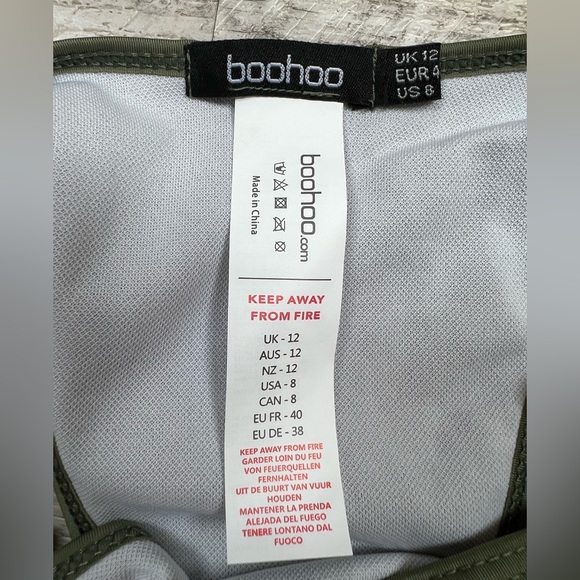 boohoo
UK 12
EUR 4
US 8
boohoo.com
Made in China
KEEP AWAY
FROM FIRE
UK - 12
AUS - 12
NZ - 12
USA - 8
CAN - 8
EU FR - 40
EU DE - 38
KEEP AWAY FROM FIRE
GARDER LOIN DU FEU
VON FEUERQUELLEN
FERNHALTEN
UIT DE BUURT VAN VUUR
HOUDEN
MANTENER LA PRENDA
ALEJADA DEL FUEGO
TENERE LONTANO DAL
FUOCO